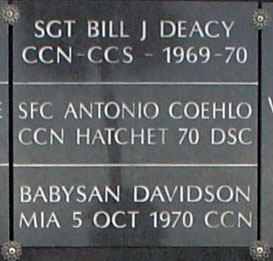 SGT BILL J DEACY
CCN-CCS - 1969-70
SFC ANTONIO COEHLO
CCN HATCHET 70 DSC
BABYSAN DAVIDSON
MIA 5 OCT 1970 CCN